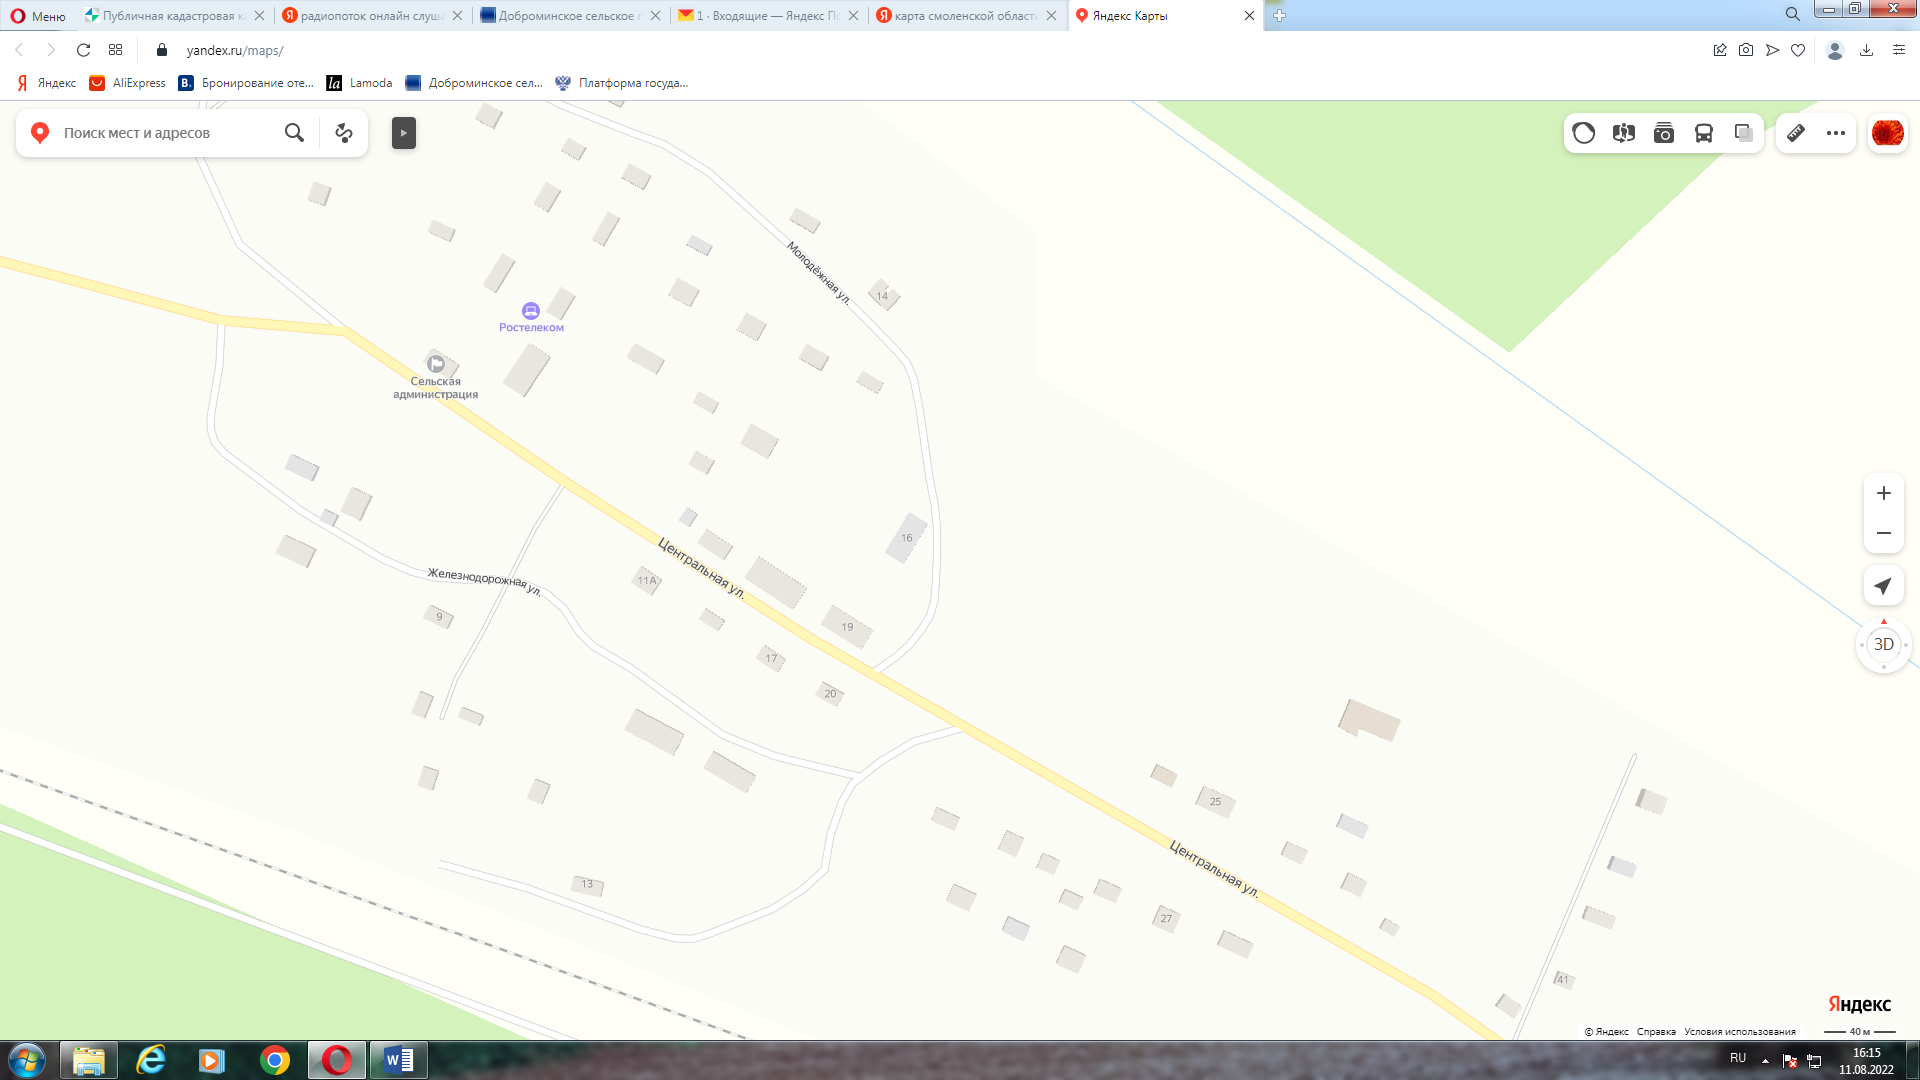 Меню
Публичная кадастровая к
радиопоток онлайн слуша
Доброминское сельское п
1 · Входящие — Яндекс По
карта смоленской области
Яндекс Карты
yandex.ru/maps/
Яндекс
AliExpress
B. Бронирование оте...
la Lamoda
Доброминское сел...
Платформа госуда...
Поиск мест и адресов
Молодёжная ул.
14
Ростелеком
Сельская
администрация
16
Центральная ул.
11А
Железнодорожная ул.
9
19
17
20
3D
25
Центральная ул.
13
27
41
Яндекс
© Яндекс Справка Условия использования
40 м
RU
16:15
11.08.2022